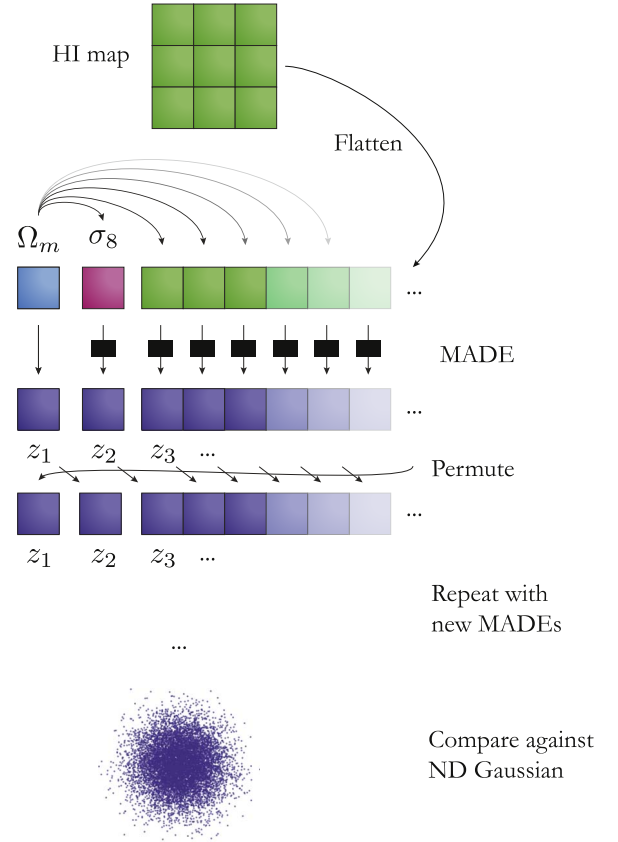 HI map
Flatten
Ωm σ8
...
MADE
...
z1 z2 z3 ...
Permute
...
z1 z2 z3 ...
Repeat with
new MADEs
...
Compare against
ND Gaussian